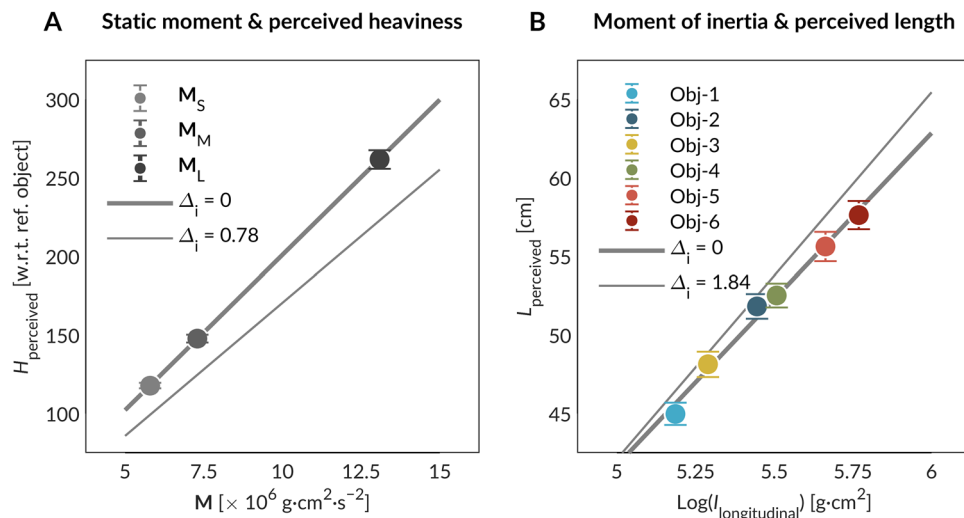 A Static moment & perceived heaviness
300
250
200
150
100
H_perceived [w.r.t. ref. object]
M_S
M_M
M_L
Δ_i = 0
Δ_i = 0.78
5 7.5 10 12.5 15
M [× 10^6 g·cm^2·s^−2]
B Moment of inertia & perceived length
65
60
55
50
45
L_perceived [cm]
Obj-1
Obj-2
Obj-3
Obj-4
Obj-5
Obj-6
Δ_i = 0
Δ_i = 1.84
5 5.25 5.5 5.75 6
Log(I_longitudinal) [g·cm^2]